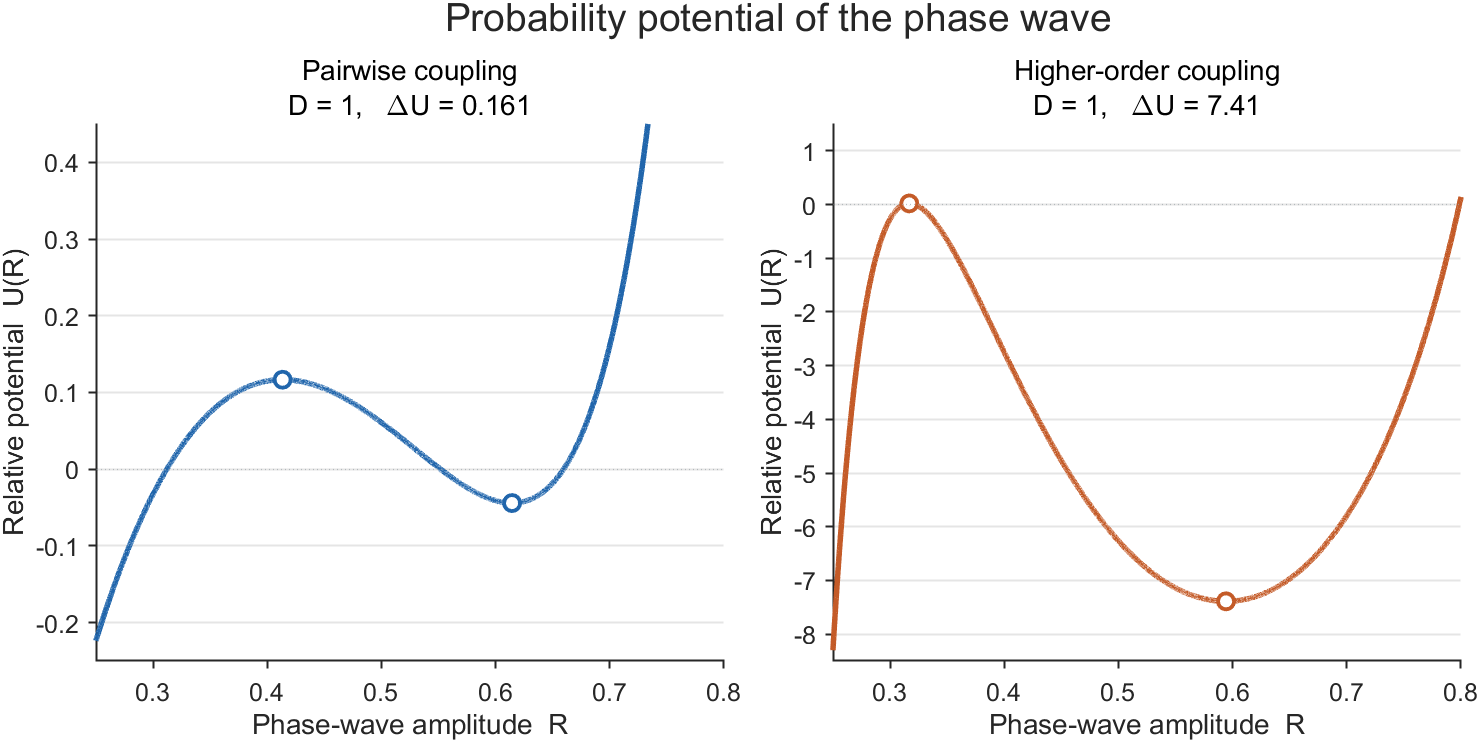 Probability potential of the phase wave
Pairwise coupling
D = 1, ΔU = 0.161
Relative potential U(R)
0.4
0.3
0.2
0.1
0
-0.1
-0.2
0.3 0.4 0.5 0.6 0.7 0.8
Phase-wave amplitude R
Higher-order coupling
D = 1, ΔU = 7.41
Relative potential U(R)
1
0
-1
-2
-3
-4
-5
-6
-7
-8
0.3 0.4 0.5 0.6 0.7 0.8
Phase-wave amplitude R